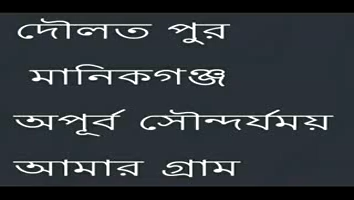 দৌলত পুর
মানিকগঞ্জ
অপূর্ব সৌন্দর্যময়
আমার গ্রাম